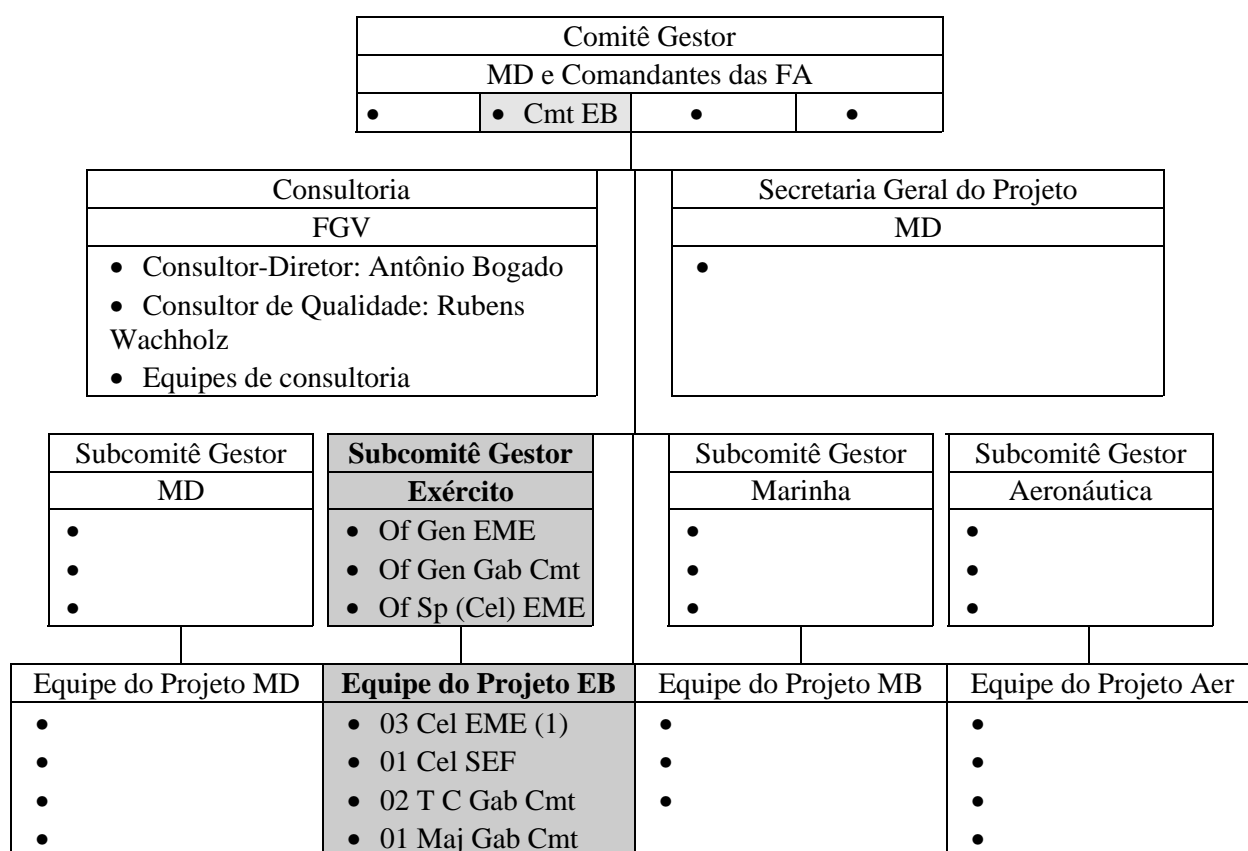 Comitê Gestor
MD e Comandantes das FA
• • Cmt EB • •
Consultoria
FGV
• Consultor-Diretor: Antônio Bogado
• Consultor de Qualidade: Rubens
Wachholz
• Equipes de consultoria
Secretaria Geral do Projeto
MD
•
Subcomitê Gestor
MD
•
•
•
Subcomitê Gestor
Exército
• Of Gen EME
• Of Gen Gab Cmt
• Of Sp (Cel) EME
Subcomitê Gestor
Marinha
•
•
•
Subcomitê Gestor
Aeronáutica
•
•
•
Equipe do Projeto MD
•
•
•
•
Equipe do Projeto EB
• 03 Cel EME (1)
• 01 Cel SEF
• 02 T C Gab Cmt
• 01 Maj Gab Cmt
Equipe do Projeto MB
•
•
•
Equipe do Projeto Aer
•
•
•
•